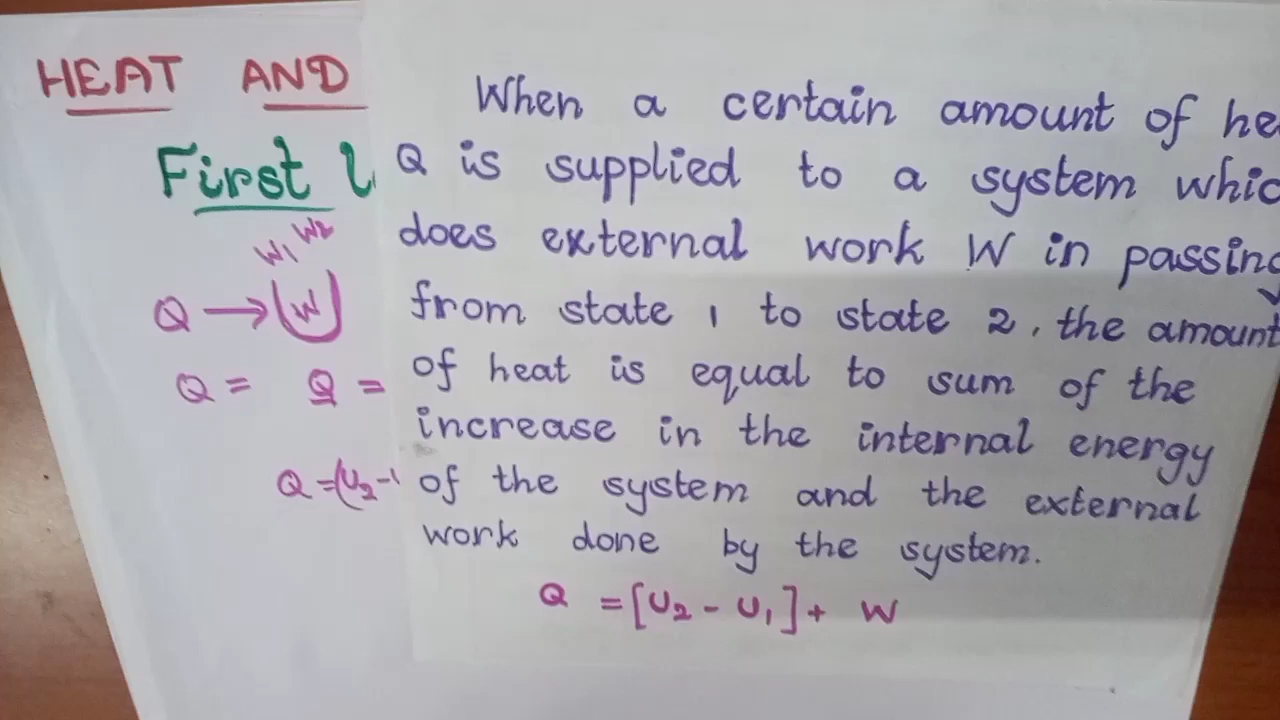 HEAT AND
First
W1 W2
Q → W
Q = Q =
Q = (U2 -
When a certain amount of
Q is supplied to a system
does external work W in passing
from state 1 to state 2, the amount
of heat is equal to sum of the
increase in the internal energy
of the system and the external
work done by the system.
Q = [U2 - U1] + W